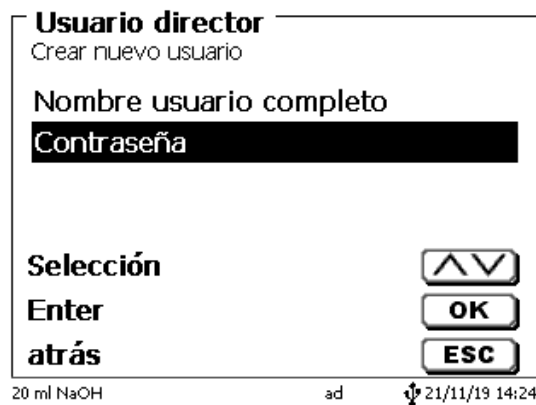 Usuario director
Crear nuevo usuario
Nombre usuario completo
Contraseña
Selección
Enter OK
atrás ESC
20 ml NaOH ad 21/11/19 14:24